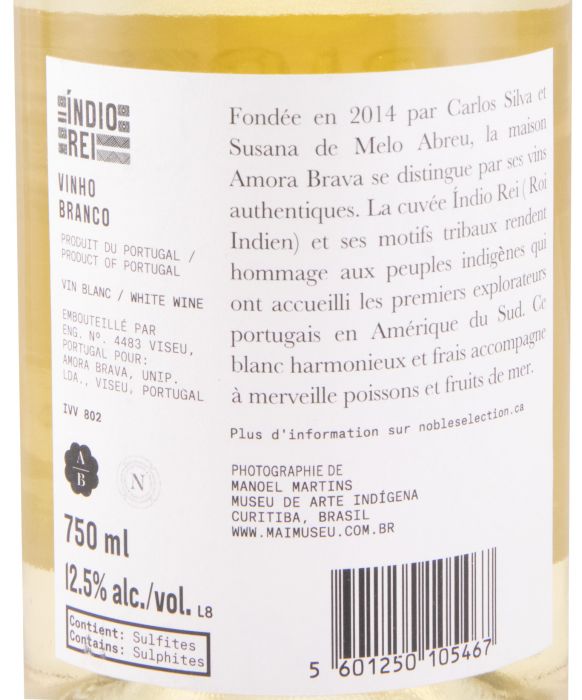 ÍNDIO
REI
VINHO
BRANCO
PRODUIT DU PORTUGAL /
PRODUCT OF PORTUGAL
VIN BLANC / WHITE WINE
EMBOUTEILLÉ PAR
ENG. Nº. 4483 VISEU,
PORTUGAL POUR:
AMORA BRAVA, UNIP.
LDA., VISEU, PORTUGAL
IVV 802
A
B
N
750 ml
12.5% alc./vol. L8
Contient: Sulfites
Contains: Sulphites
Fondée en 2014 par Carlos Silva et
Susana de Melo Abreu, la maison
Amora Brava se distingue par ses vins
authentiques. La cuvée Índio Rei ( Roi
Indien) et ses motifs tribaux rendent
hommage aux peuples indigènes qui
ont accueilli les premiers explorateurs
portugais en Amérique du Sud. Ce
blanc harmonieux et frais accompagne
à merveille poissons et fruits de mer.
Plus d'information sur nobleselection.ca
PHOTOGRAPHIE DE
MANOEL MARTINS
MUSEU DE ARTE INDÍGENA
CURITIBA, BRASIL
WWW.MAIMUSEU.COM.BR
5 601250 105467